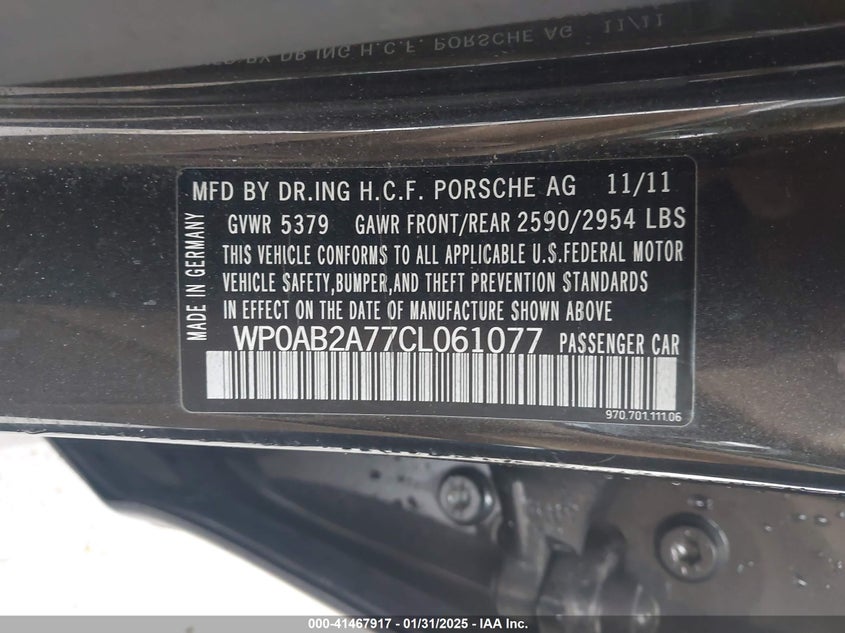 MFD BY DR.ING H.C.F. PORSCHE AG 11/11
GVWR 5379 GAWR FRONT/REAR 2590/2954 LBS
THIS VEHICLE CONFORMS TO ALL APPLICABLE U.S.FEDERAL MOTOR
VEHICLE SAFETY,BUMPER,AND THEFT PREVENTION STANDARDS
IN EFFECT ON THE DATE OF MANUFACTURE SHOWN ABOVE
WP0AB2A77CL061077 PASSENGER CAR
970.701.111.06
MADE IN GERMANY
000-41467917 - 01/31/2025 - IAA Inc.